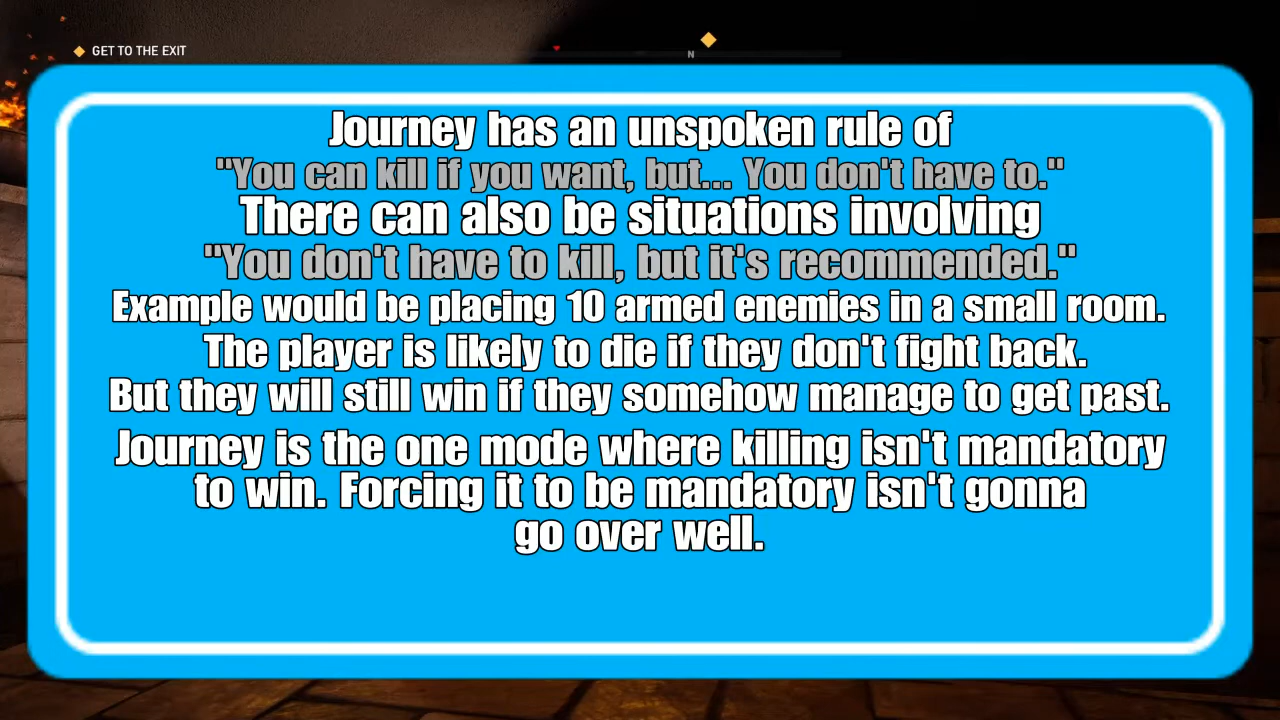 GET TO THE EXIT
N
Journey has an unspoken rule of
"You can kill if you want, but... You don't have to."
There can also be situations involving
"You don't have to kill, but it's recommended."
Example would be placing 10 armed enemies in a small room.
The player is likely to die if they don't fight back.
But they will still win if they somehow manage to get past.
Journey is the one mode where killing isn't mandatory
to win. Forcing it to be mandatory isn't gonna
go over well.